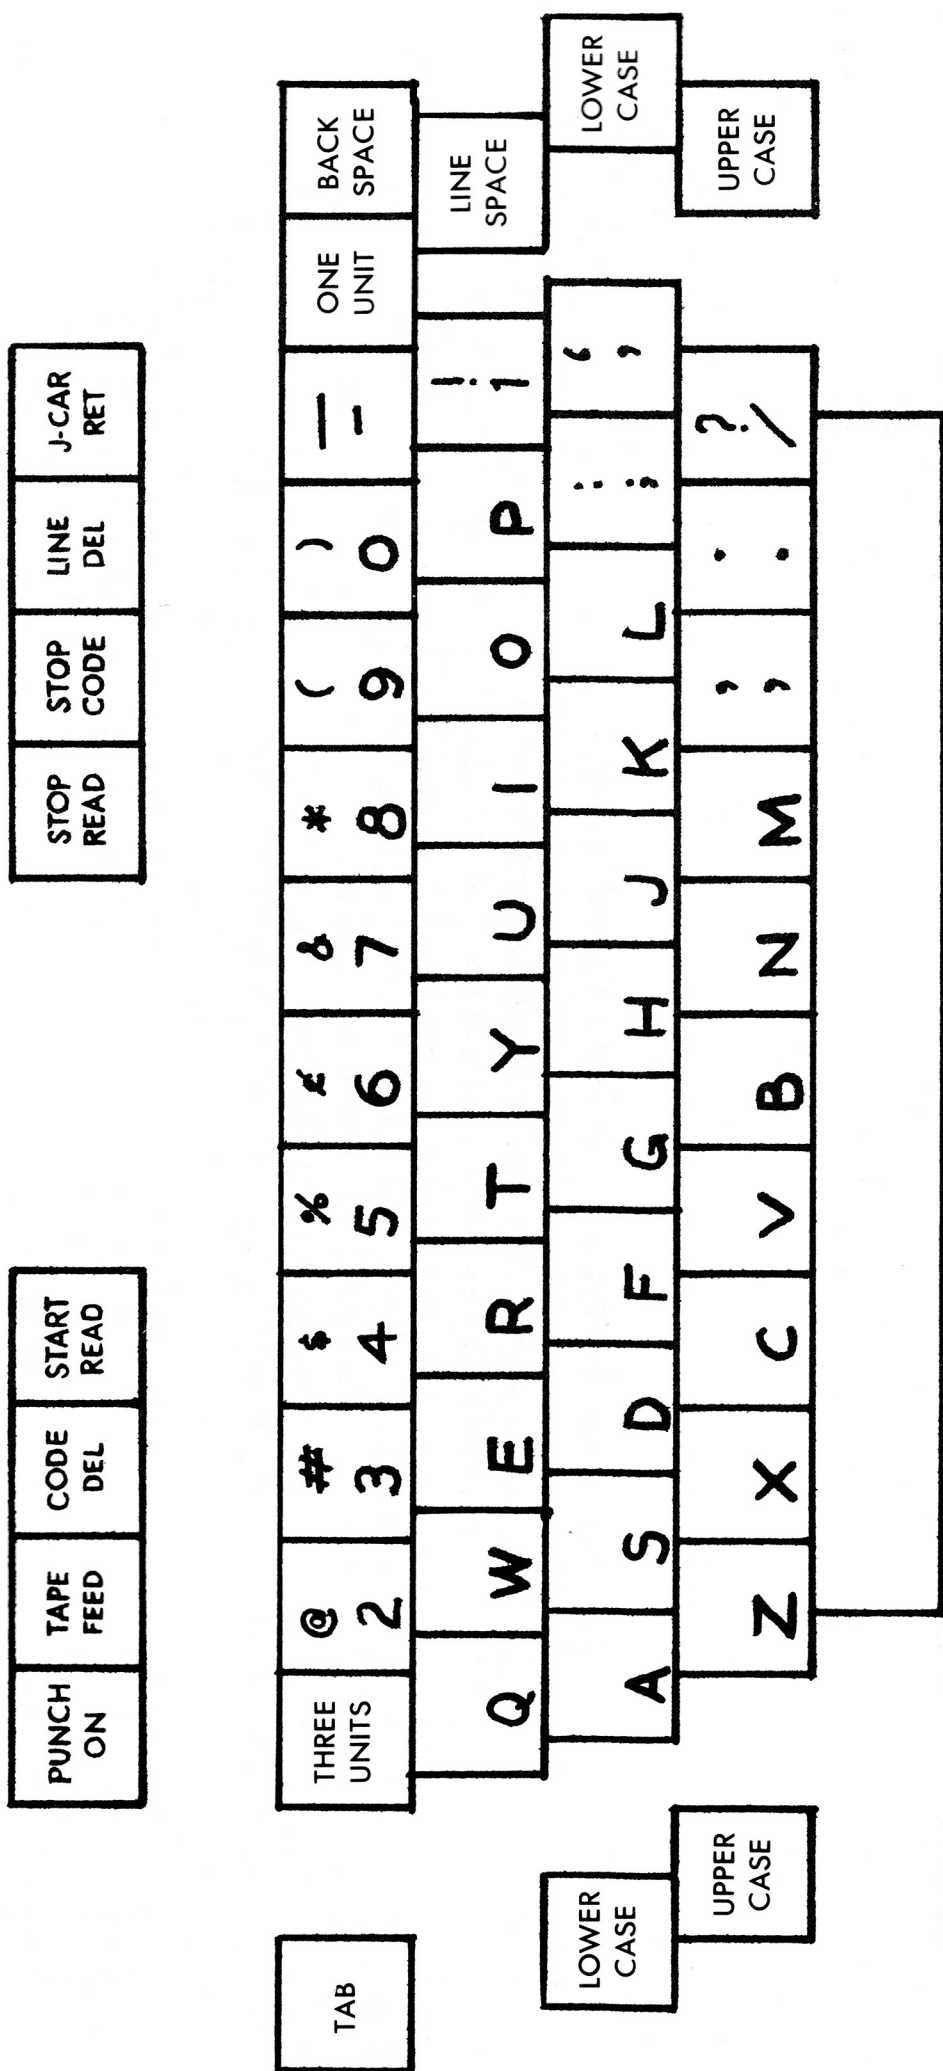 PUNCH TAPE CODE START STOP STOP LINE J-CAR
ON FEED DEL READ READ CODE DEL RET
TAB
THREE @ # $ % & * ( ) — ONE BACK
UNITS 2 3 4 5 6 7 8 9 0 - UNIT SPACE
! LINE
Q W E R T Y U I O P 1 SPACE
LOWER : ‘ LOWER
CASE A S D F G H J K L ; ’ CASE
UPPER , . ? UPPER
CASE Z X C V B N M , . / CASE